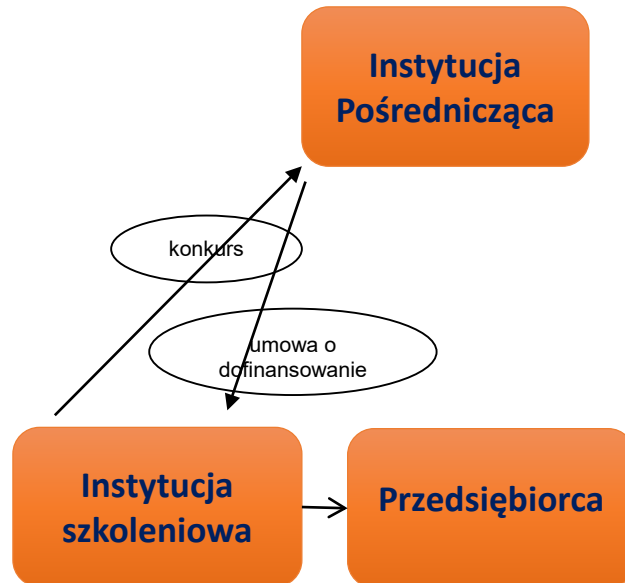 Instytucja
Pośrednicząca
konkurs
umowa o
dofinansowanie
Instytucja
szkoleniowa
Przedsiębiorca